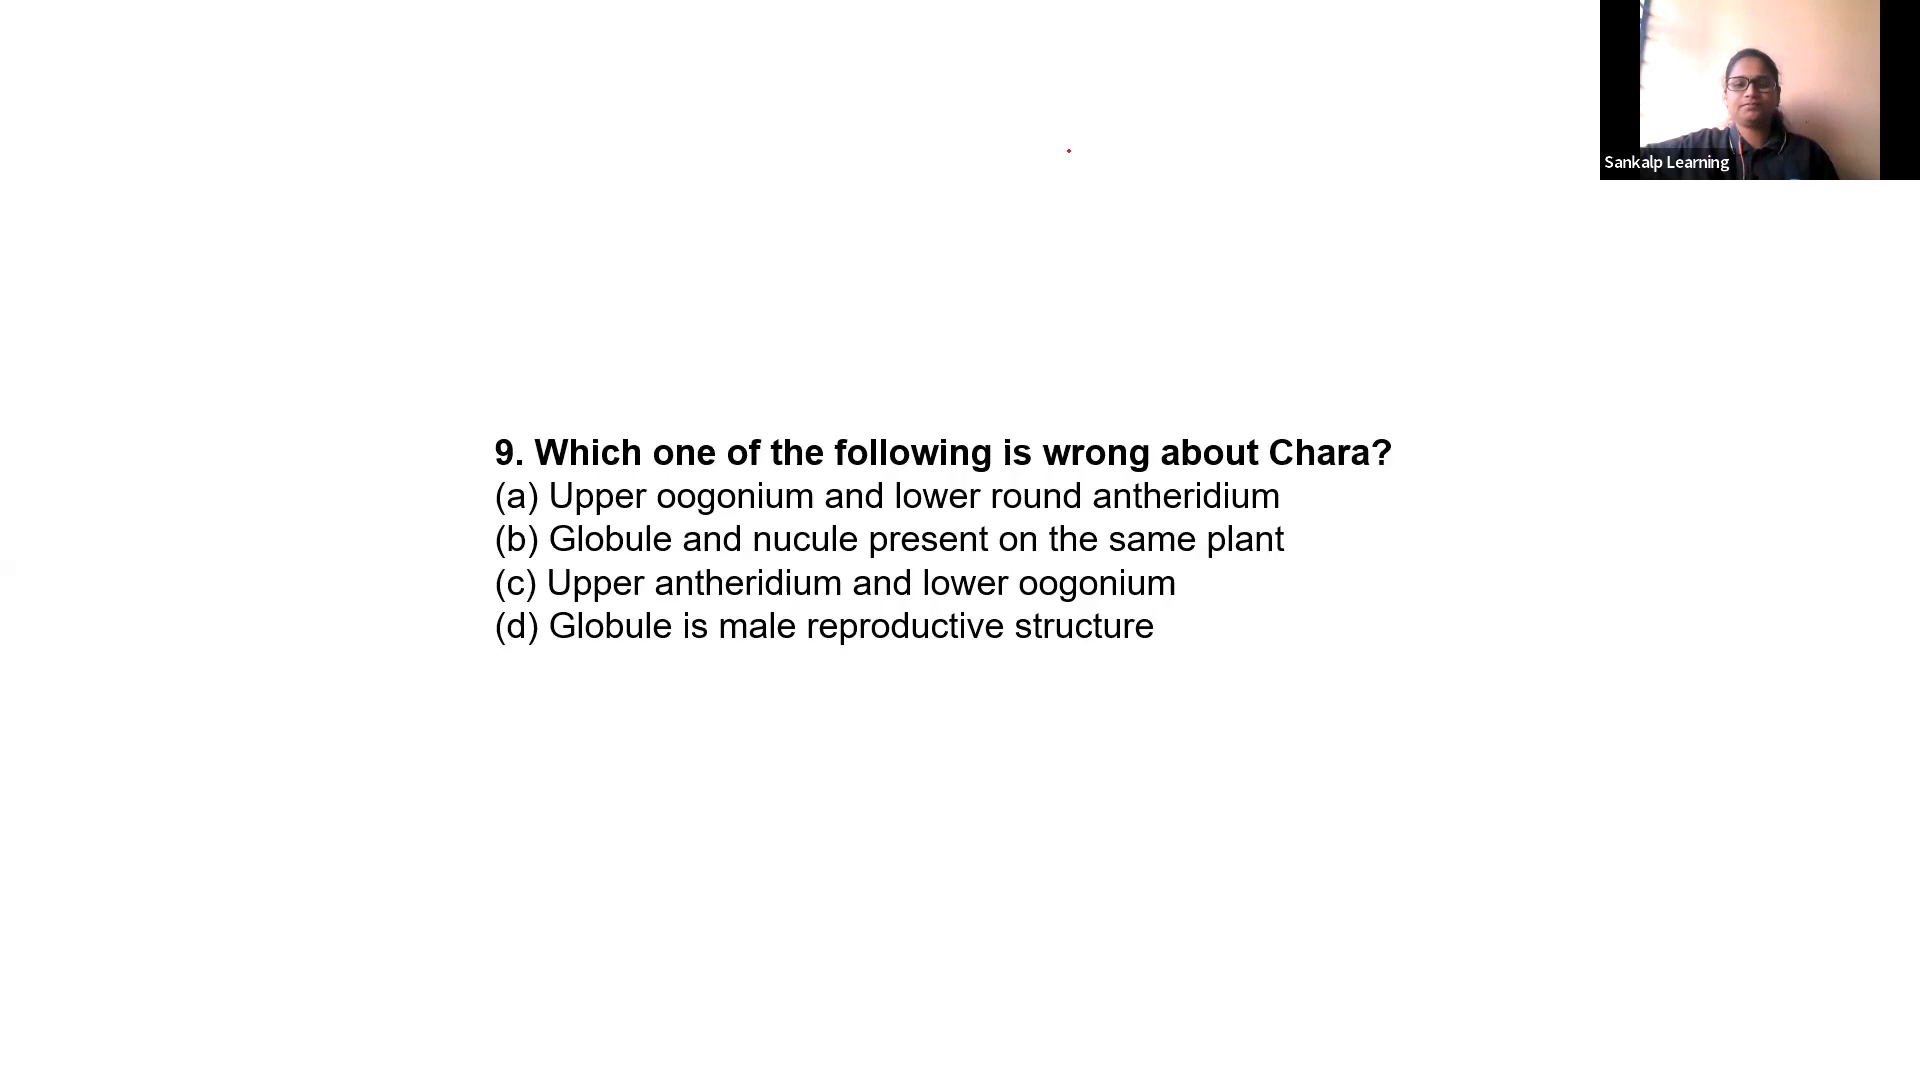 Sankalp Learning
9. Which one of the following is wrong about Chara?
(a) Upper oogonium and lower round antheridium
(b) Globule and nucule present on the same plant
(c) Upper antheridium and lower oogonium
(d) Globule is male reproductive structure